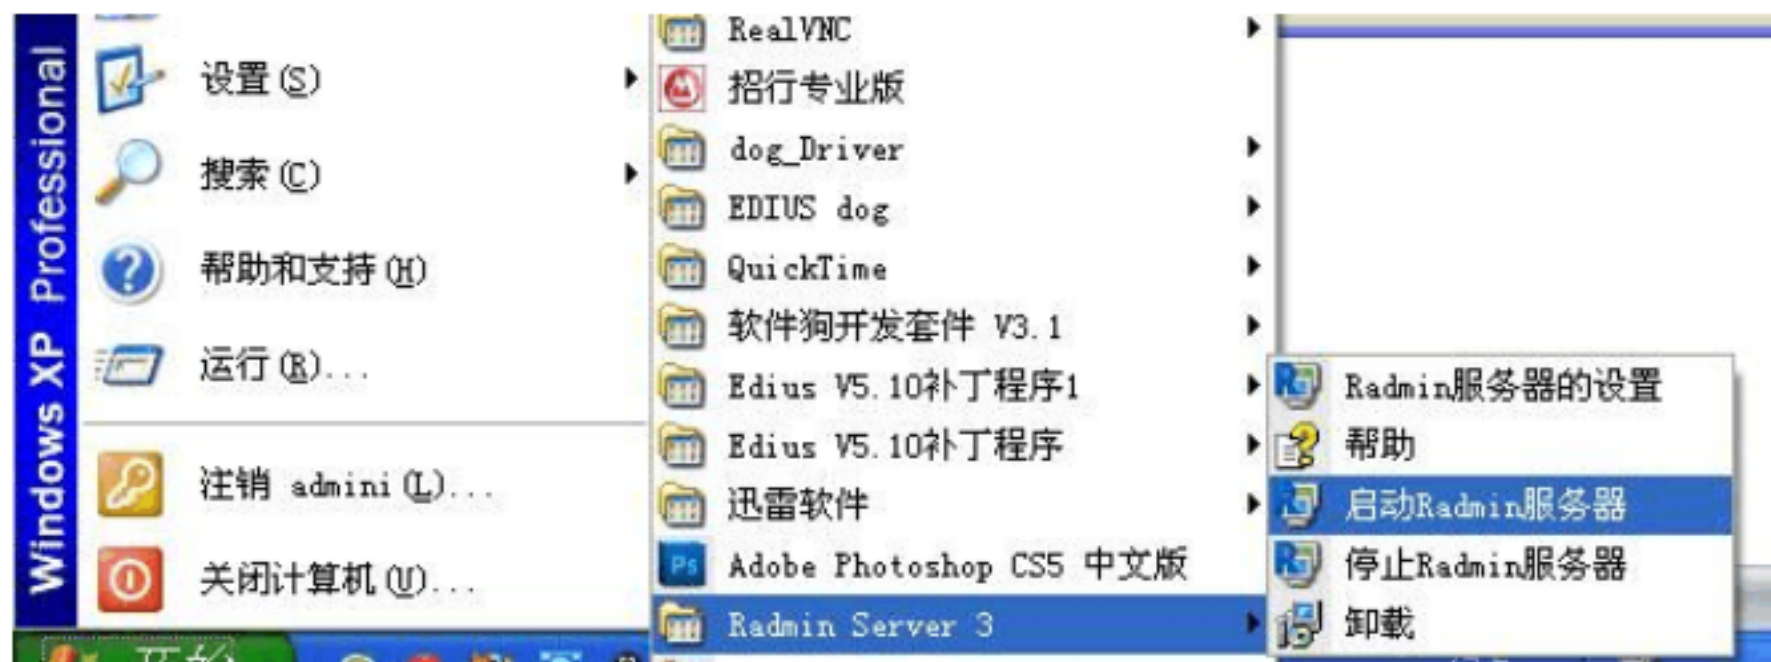 Windows XP Professional
设置(S)
搜索(C)
帮助和支持(H)
运行(R)...
注销 admini(L)...
关闭计算机(U)...
RealVNC
招行专业版
dog_Driver
EDIUS dog
QuickTime
软件狗开发套件 V3.1
Edius V5.10补丁程序1
Edius V5.10补丁程序
迅雷软件
Ps
Adobe Photoshop CS5 中文版
Radmin Server 3
Radmin服务器的设置
帮助
启动Radmin服务器
停止Radmin服务器
卸载